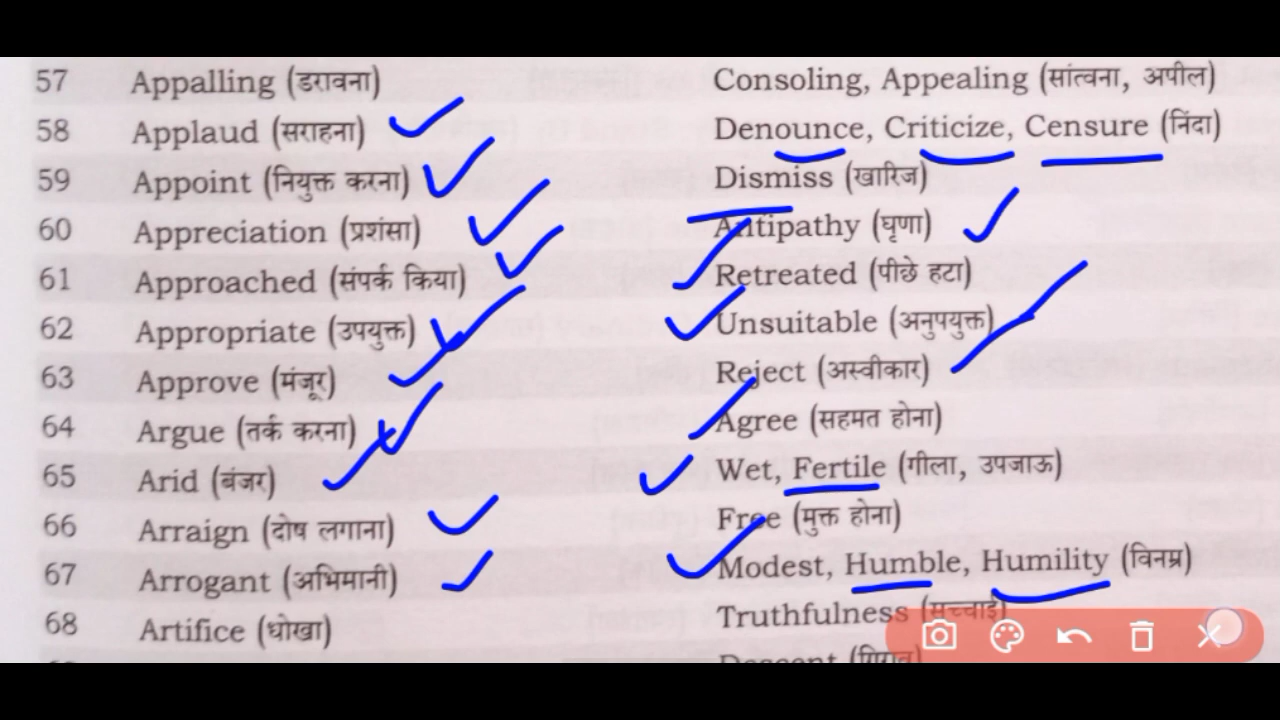 57 Appalling (डरावना) Consoling, Appealing (सांत्वना, अपील)
58 Applaud (सराहना) Denounce, Criticize, Censure (निंदा)
59 Appoint (नियुक्त करना) Dismiss (खारिज)
60 Appreciation (प्रशंसा) Antipathy (घृणा)
61 Approached (संपर्क किया) Retreated (पीछे हटा)
62 Appropriate (उपयुक्त) Unsuitable (अनुपयुक्त)
63 Approve (मंजूर) Reject (अस्वीकार)
64 Argue (तर्क करना) Agree (सहमत होना)
65 Arid (बंजर) Wet, Fertile (गीला, उपजाऊ)
66 Arraign (दोष लगाना) Free (मुक्त होना)
67 Arrogant (अभिमानी) Modest, Humble, Humility (विनम्र)
68 Artifice (धोखा) Truthfulness (सच्चाई)
Descent